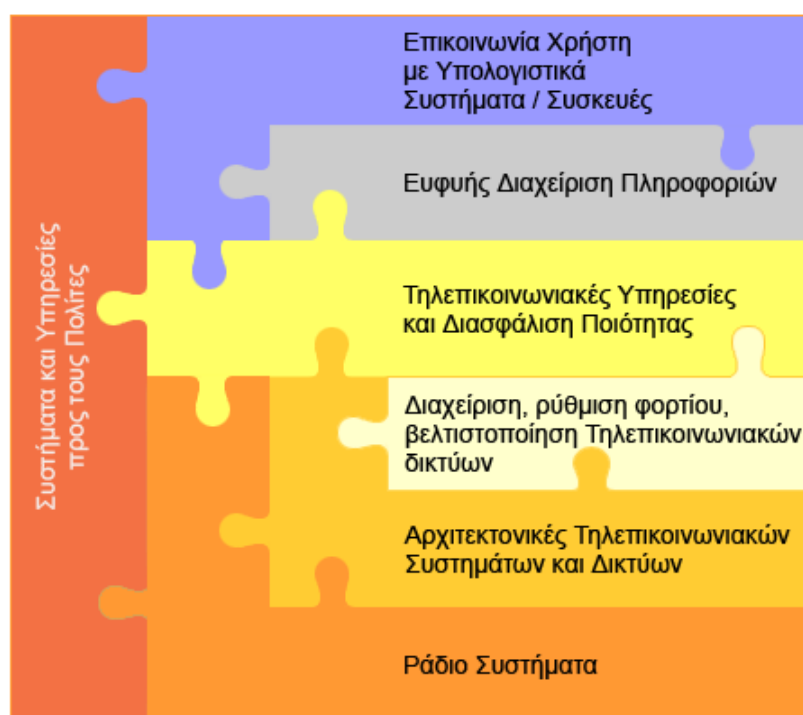 Συστήματα και Υπηρεσίες
προς τους Πολίτες
Επικοινωνία Χρήστη
με Υπολογιστικά
Συστήματα / Συσκευές
Ευφυής Διαχείριση Πληροφοριών
Τηλεπικοινωνιακές Υπηρεσίες
και Διασφάλιση Ποιότητας
Διαχείριση, ρύθμιση φορτίου,
βελτιστοποίηση Τηλεπικοινωνιακών
δικτύων
Αρχιτεκτονικές Τηλεπικοινωνιακών
Συστημάτων και Δικτύων
Ράδιο Συστήματα